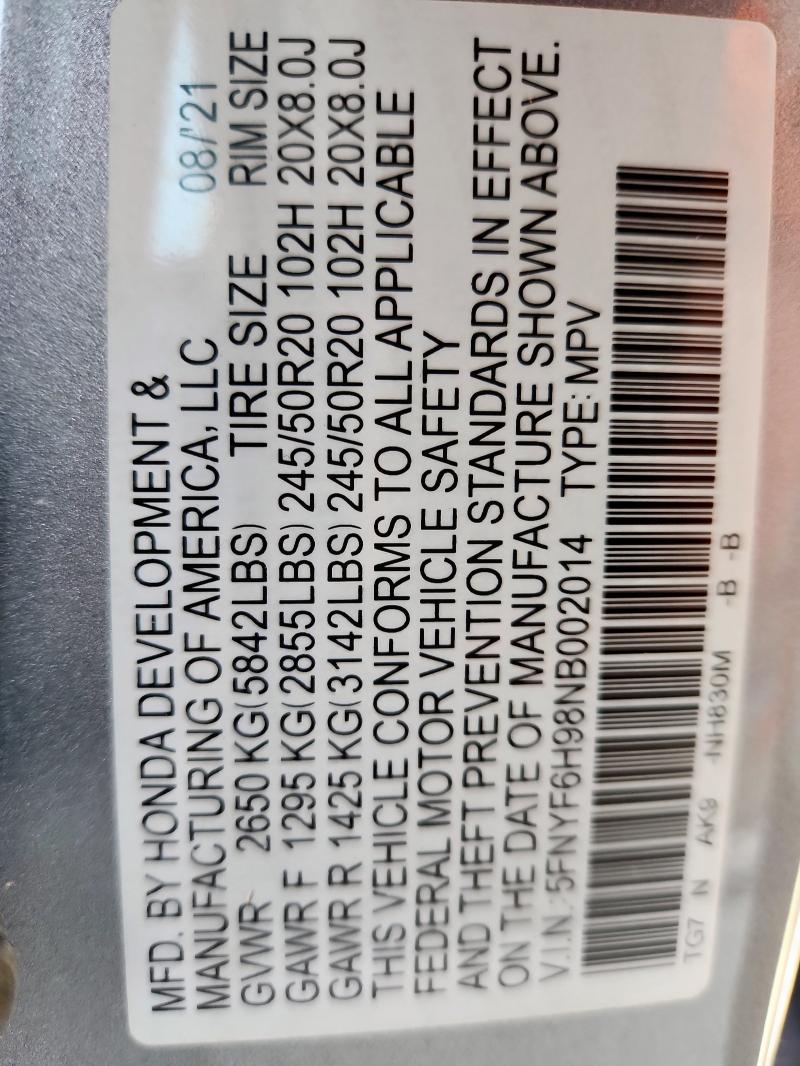 MFD. BY HONDA DEVELOPMENT &
MANUFACTURING OF AMERICA, LLC 08/'21
GVWR 2650 KG(5842LBS) TIRE SIZE RIM SIZE
GAWR F 1295 KG(2855LBS) 245/50R20 102H 20X8.0J
GAWR R 1425 KG(3142LBS) 245/50R20 102H 20X8.0J
THIS VEHICLE CONFORMS TO ALL APPLICABLE
FEDERAL MOTOR VEHICLE SAFETY
AND THEFT PREVENTION STANDARDS IN EFFECT
ON THE DATE OF MANUFACTURE SHOWN ABOVE.
V.I.N.:5FNYF6H98NB002014 TYPE: MPV
TG7 N AK9 -NH830M -B -B